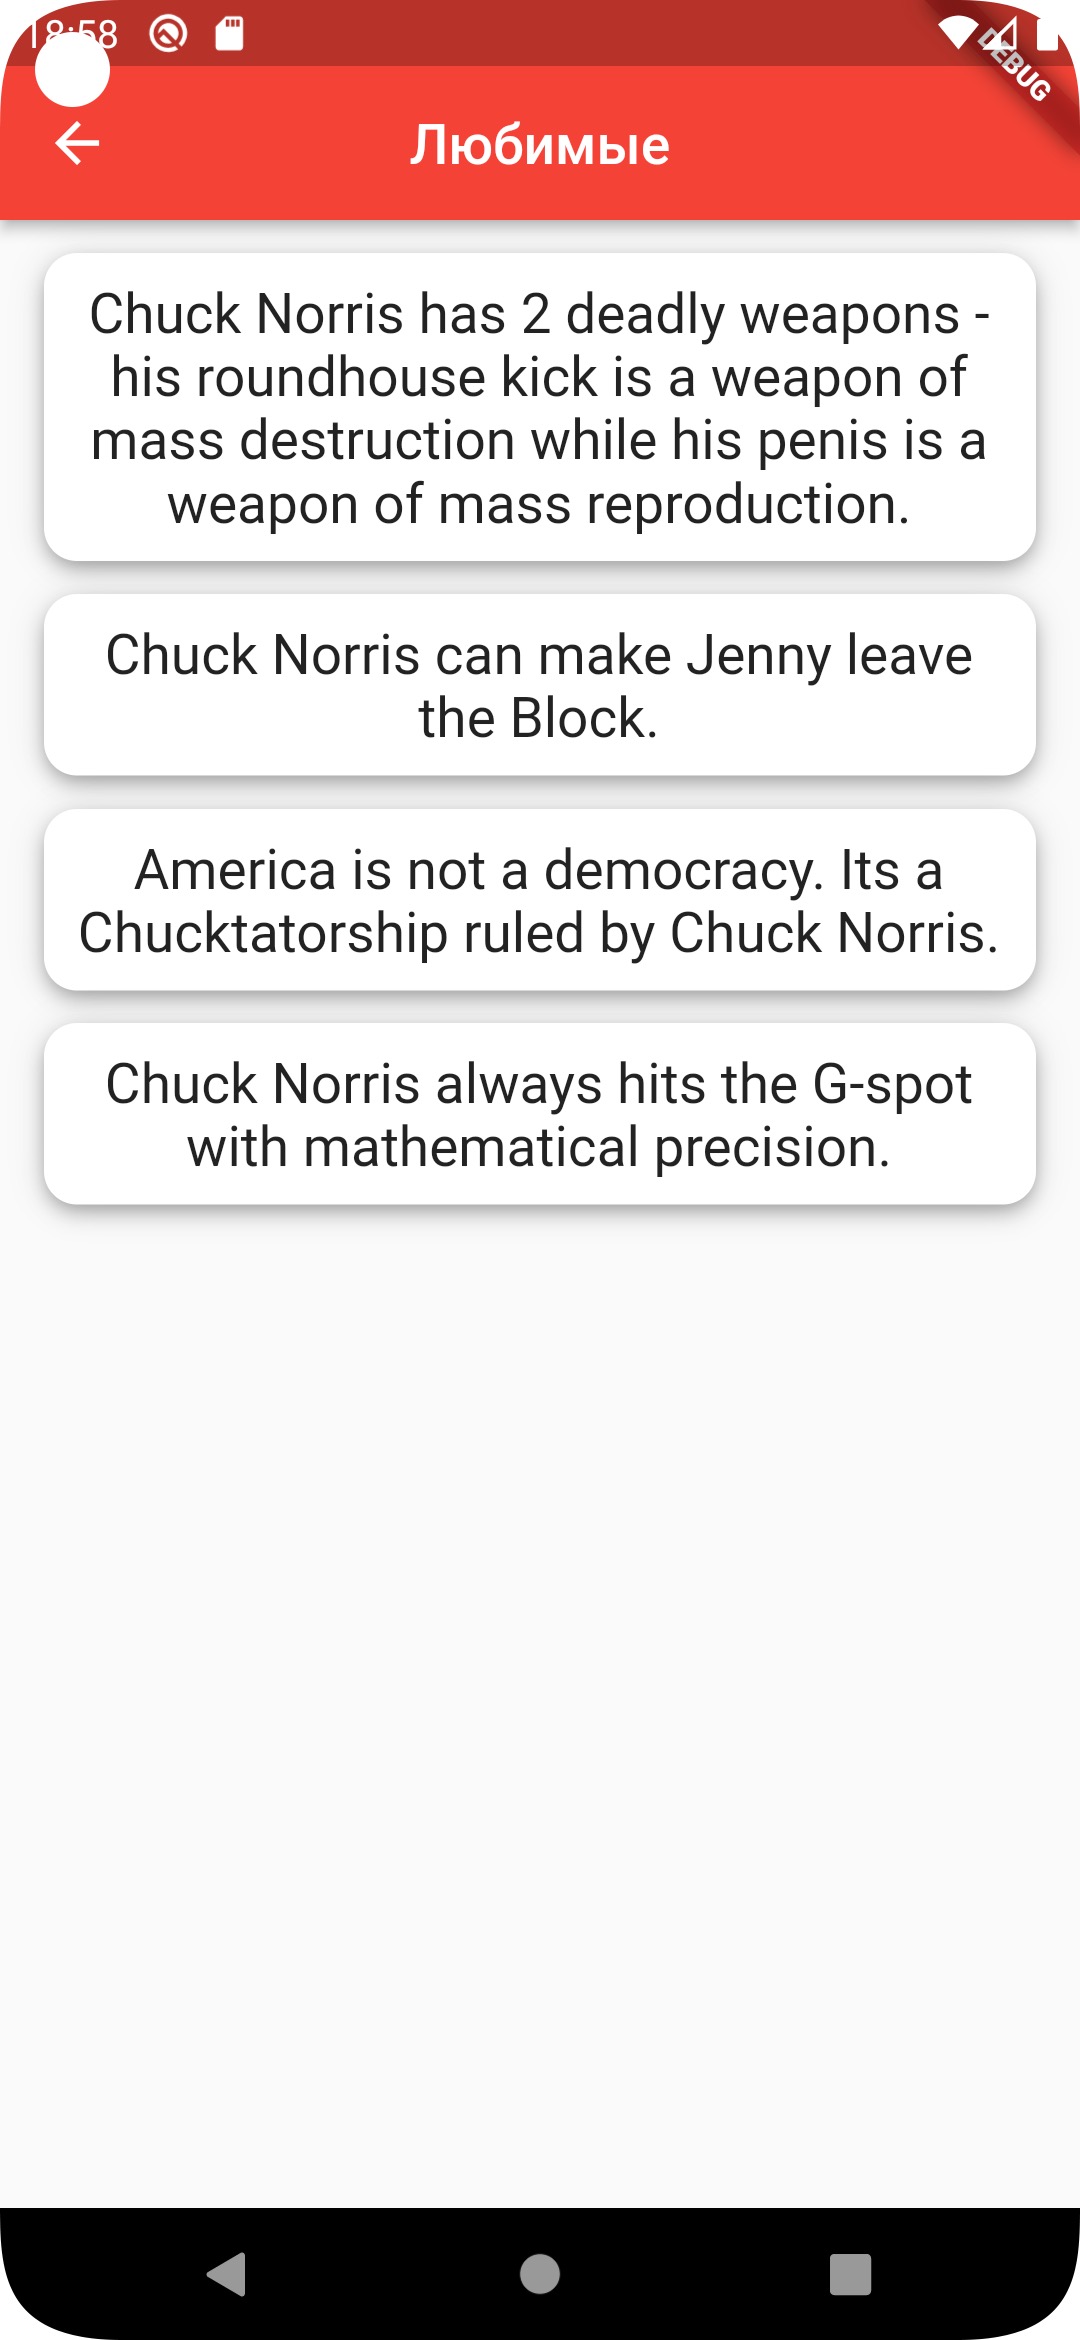 18:58
DEBUG
Любимые
Chuck Norris has 2 deadly weapons -
his roundhouse kick is a weapon of
mass destruction while his penis is a
weapon of mass reproduction.
Chuck Norris can make Jenny leave
the Block.
America is not a democracy. Its a
Chucktatorship ruled by Chuck Norris.
Chuck Norris always hits the G-spot
with mathematical precision.